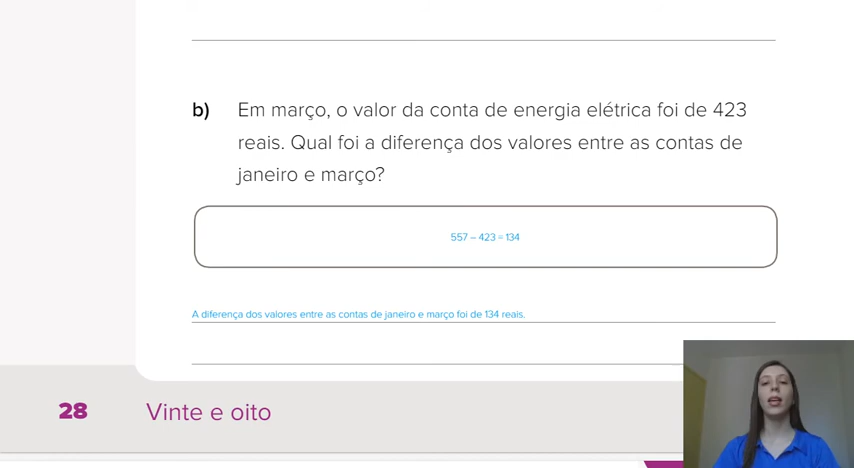 b) Em março, o valor da conta de energia elétrica foi de 423
reais. Qual foi a diferença dos valores entre as contas de
janeiro e março?
557 – 423 = 134
A diferença dos valores entre as contas de janeiro e março foi de 134 reais.
28 Vinte e oito